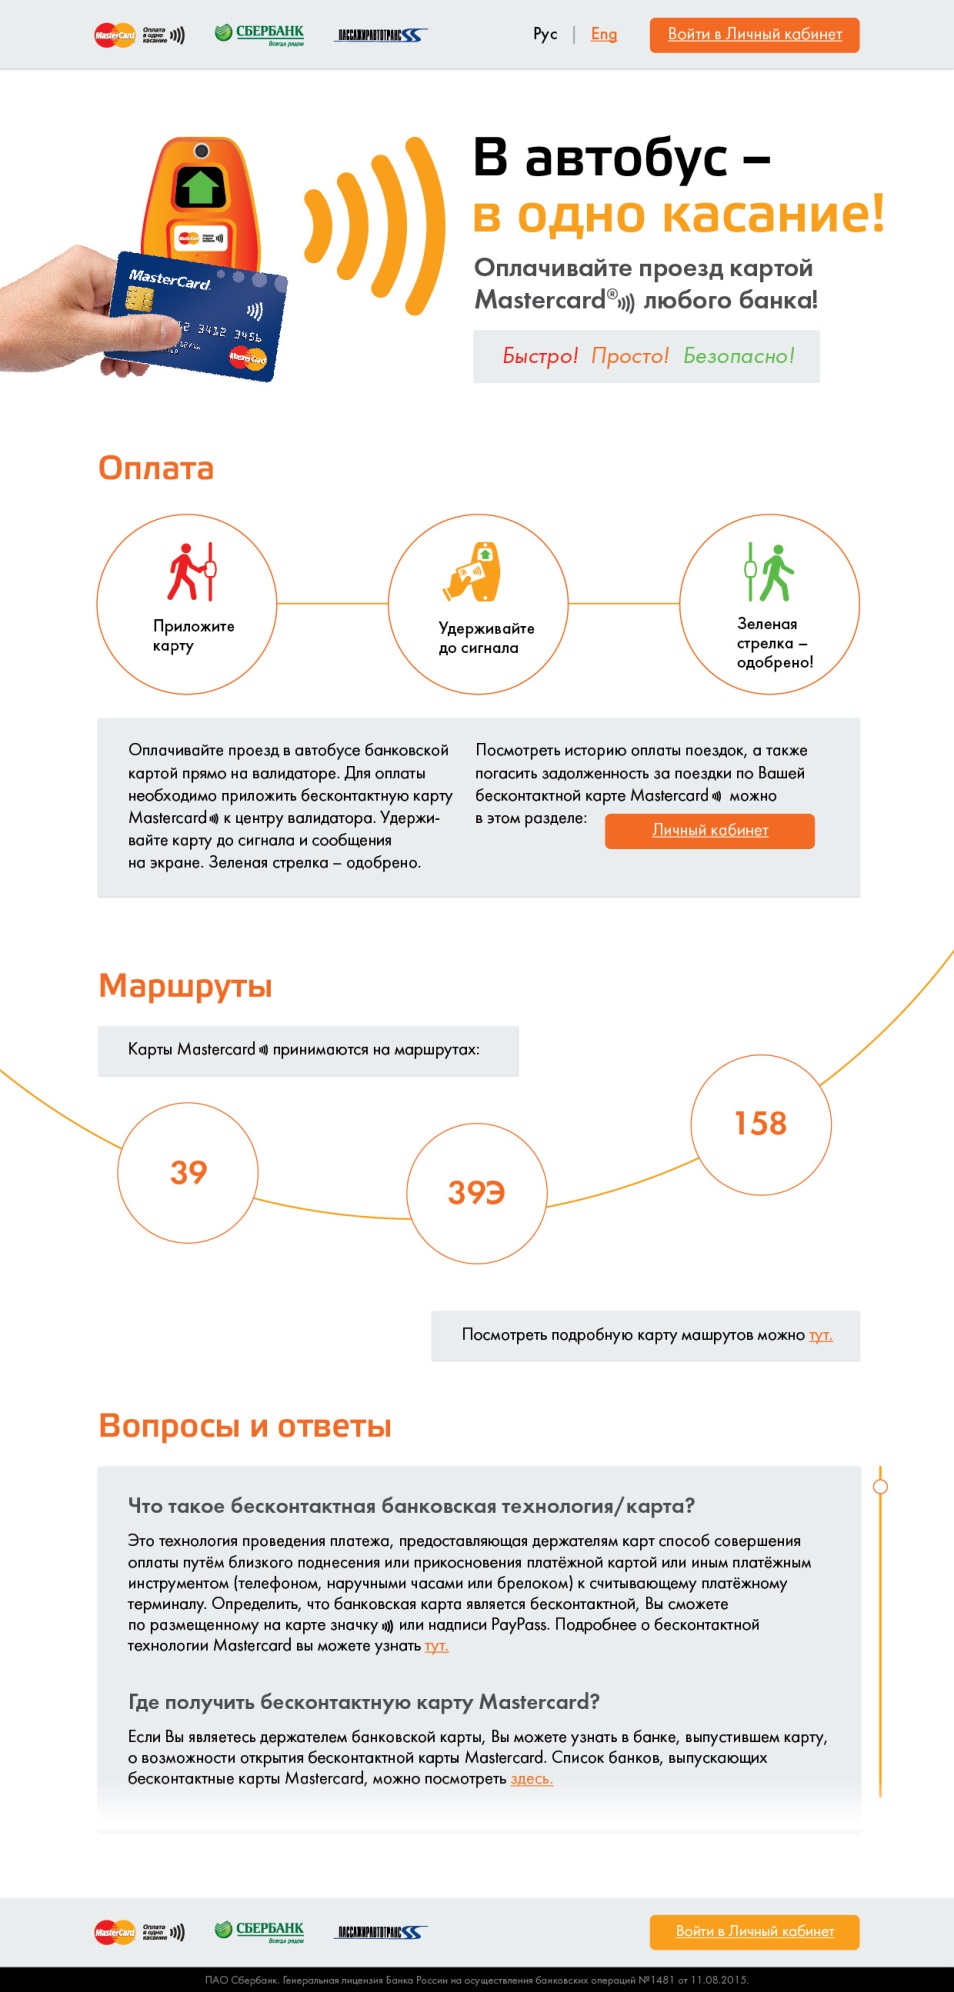 MasterCard Оплата
в одно
касание
СБЕРБАНК
Всегда рядом
ПАССАЖИРАВТОТРАНС
Рус | Eng
Войти в Личный кабинет
В автобус –
в одно касание!
Оплачивайте проезд картой
Mastercard® любого банка!
Быстро! Просто! Безопасно!
MasterCard
3412 3456
MasterCard
Оплата
Приложите
карту
Удерживайте
до сигнала
Зеленая
стрелка –
одобрено!
Оплачивайте проезд в автобусе банковской
картой прямо на валидаторе. Для оплаты
необходимо приложить бесконтактную карту
Mastercard к центру валидатора. Удержи-
вайте карту до сигнала и сообщения
на экране. Зеленая стрелка – одобрено.
Посмотреть историю оплаты поездок, а также
погасить задолженность за поездки по Вашей
бесконтактной карте Mastercard можно
в этом разделе:
Личный кабинет
Маршруты
Карты Mastercard принимаются на маршрутах:
39
39Э
158
Посмотреть подробную карту машрутов можно тут.
Вопросы и ответы
Что такое бесконтактная банковская технология/карта?
Это технология проведения платежа, предоставляющая держателям карт способ совершения
оплаты путём близкого поднесения или прикосновения платёжной картой или иным платёжным
инструментом (телефоном, наручными часами или брелоком) к считывающему платёжному
терминалу. Определить, что банковская карта является бесконтактной, Вы сможете
по размещенному на карте значку или надписи PayPass. Подробнее о бесконтактной
технологии Mastercard вы можете узнать тут.
Где получить бесконтактную карту Mastercard?
Если Вы являетесь держателем банковской карты, Вы можете узнать в банке, выпустившем карту,
о возможности открытия бесконтактной карты Mastercard. Список банков, выпускающих
бесконтактные карты Mastercard, можно посмотреть здесь.
MasterCard Оплата
в одно
касание
СБЕРБАНК
Всегда рядом
ПАССАЖИРАВТОТРАНС
Войти в Личный кабинет
ПАО Сбербанк. Генеральная лицензия Банка России на осуществления банковских операций №1481 от 11.08.2015.